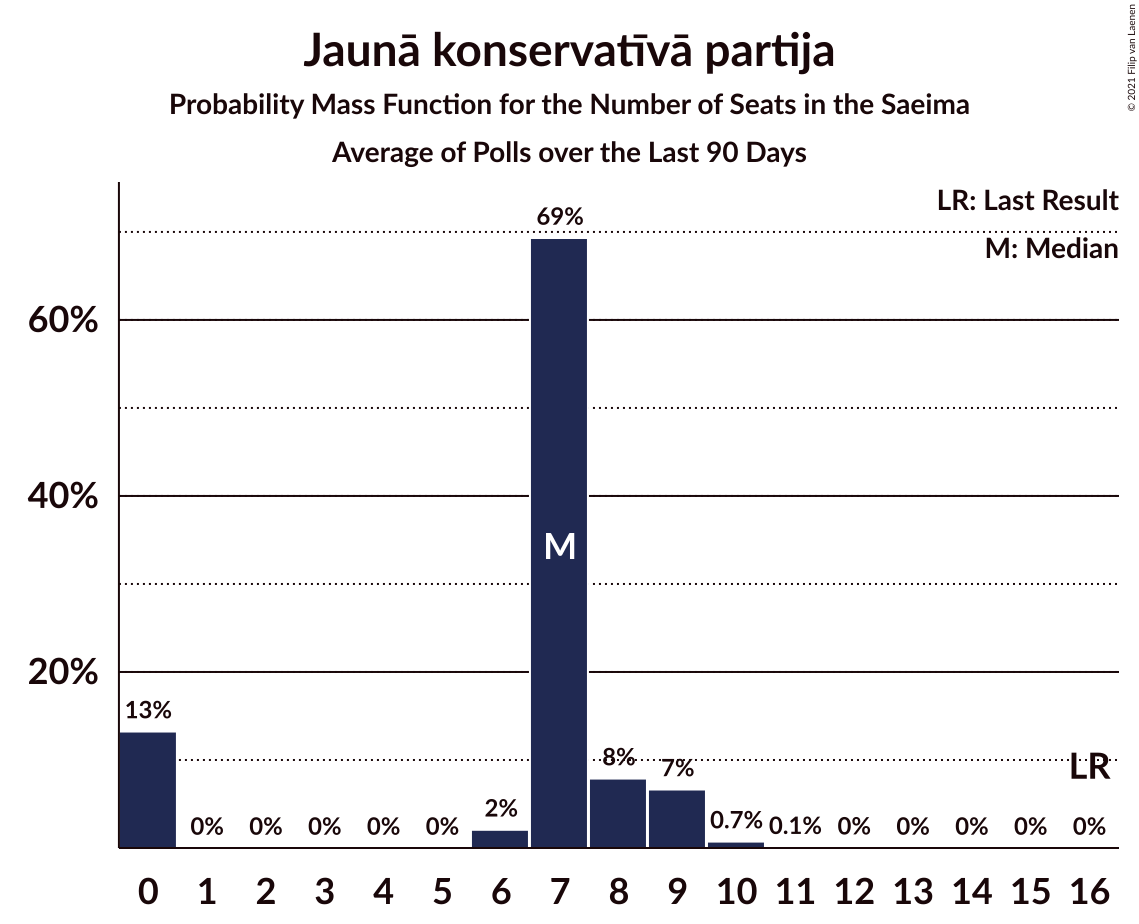 Jaunā konservatīvā partija
Probability Mass Function for the Number of Seats in the Saeima
Average of Polls over the Last 90 Days
© 2021 Filip van Laenen
LR: Last Result
M: Median
69%
60%
40%
M
20%
13%
0%
0%
0%
0%
0%
2%
8%
7%
0.7%
0.1%
0%
0%
0%
0%
0%
LR
0 1 2 3 4 5 6 7 8 9 10 11 12 13 14 15 16